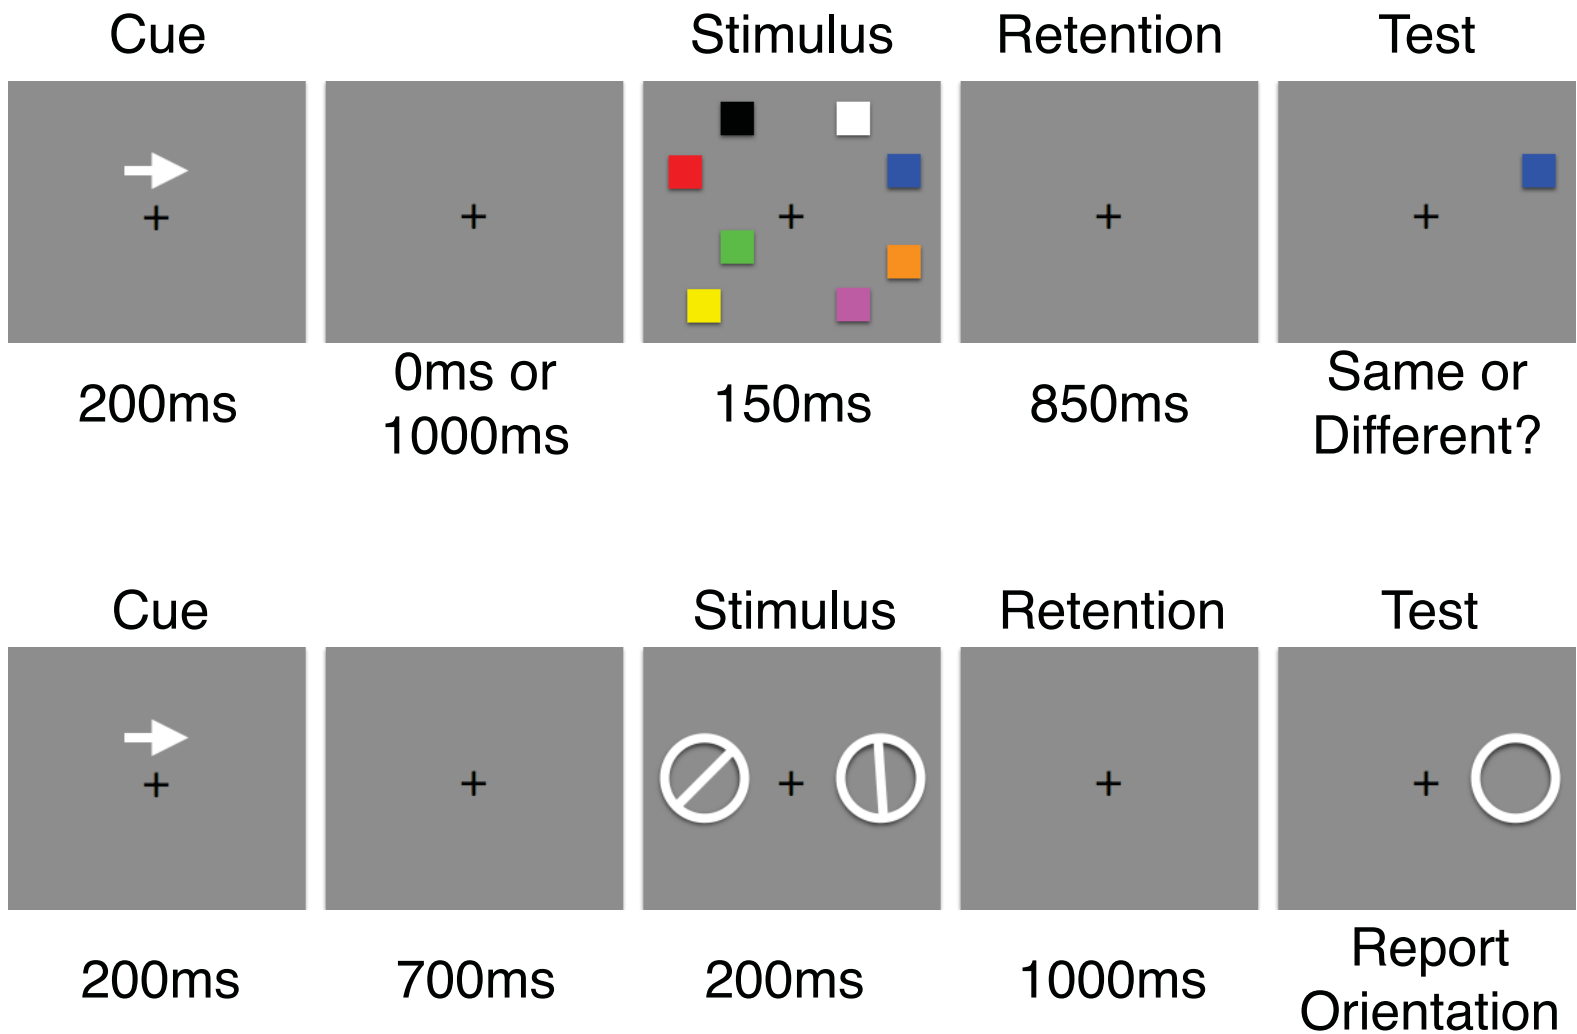 Cue
Stimulus
Retention
Test
200ms
0ms or
1000ms
150ms
850ms
Same or
Different?
Cue
Stimulus
Retention
Test
200ms
700ms
200ms
1000ms
Report
Orientation